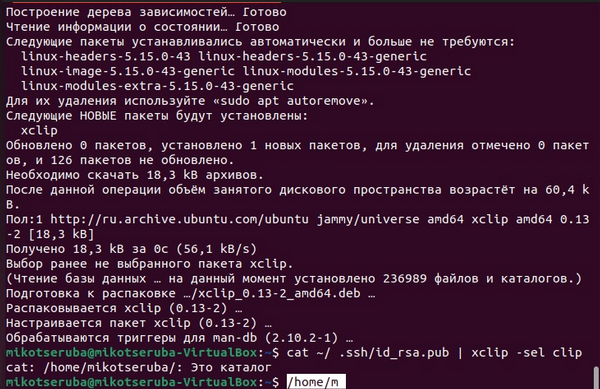 Построение дерева зависимостей… Готово
Чтение информации о состоянии… Готово
Следующие пакеты устанавливались автоматически и больше не требуются:
linux-headers-5.15.0-43 linux-headers-5.15.0-43-generic
linux-image-5.15.0-43-generic linux-modules-5.15.0-43-generic
linux-modules-extra-5.15.0-43-generic
Для их удаления используйте «sudo apt autoremove».
Следующие НОВЫЕ пакеты будут установлены:
xclip
Обновлено 0 пакетов, установлено 1 новых пакетов, для удаления отмечено 0 пакет
ов, и 126 пакетов не обновлено.
Необходимо скачать 18,3 kB архивов.
После данной операции объём занятого дискового пространства возрастёт на 60,4 k
B.
Пол:1 http://ru.archive.ubuntu.com/ubuntu jammy/universe amd64 xclip amd64 0.13
-2 [18,3 kB]
Получено 18,3 kB за 0с (56,1 kB/s)
Выбор ранее не выбранного пакета xclip.
(Чтение базы данных … на данный момент установлено 236989 файлов и каталогов.)
Подготовка к распаковке …/xclip_0.13-2_amd64.deb …
Распаковывается xclip (0.13-2) …
Настраивается пакет xclip (0.13-2) …
Обрабатываются триггеры для man-db (2.10.2-1) …
mikotseruba@mikotseruba-VirtualBox:~$ cat ~/ .ssh/id_rsa.pub | xclip -sel clip
cat: /home/mikotseruba/: Это каталог
mikotseruba@mikotseruba-VirtualBox:~$ /home/m